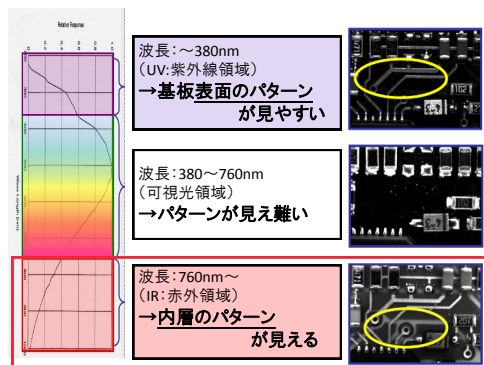 Relative Response
波長：～380nm
（UV：紫外線領域）
→基板表面のパターン
が見やすい
102
波長：380～760nm
（可視光領域）
→パターンが見え難い
波長：760nm～
（IR：赤外領域）
→内層のパターン
が見える